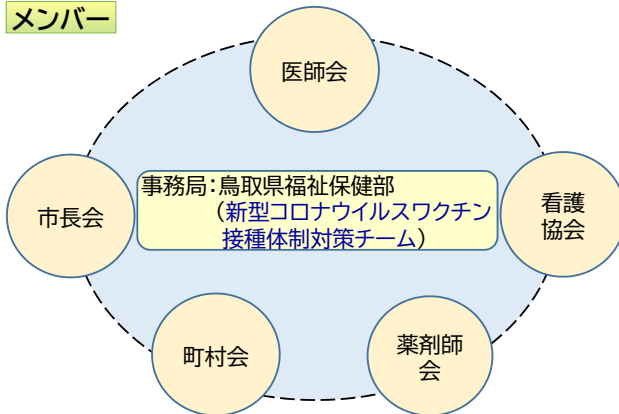 メンバー
医師会
事務局：鳥取県福祉保健部
（新型コロナウイルスワクチン
接種体制対策チーム）
市長会
看護
協会
町村会
薬剤師
会